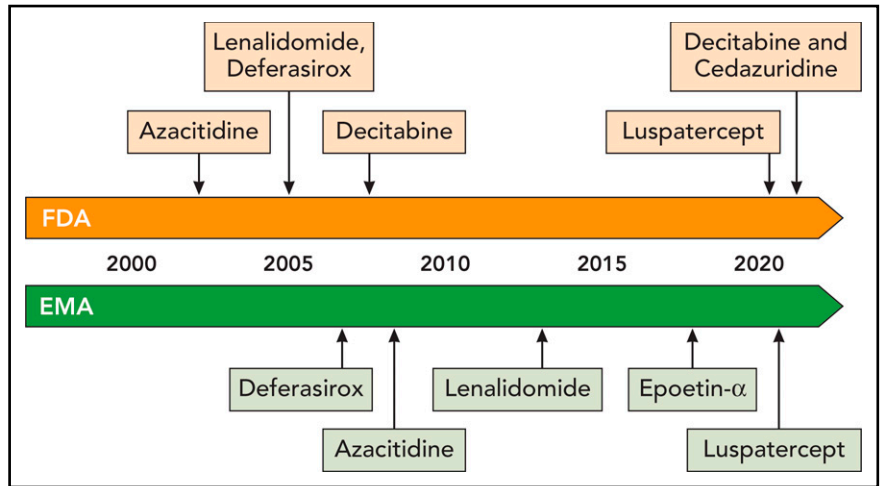 Lenalidomide,
Deferasirox
Decitabine and
Cedazuridine
Azacitidine
Decitabine
Luspatercept
FDA
2000 2005 2010 2015 2020
EMA
Deferasirox
Lenalidomide
Epoetin-α
Azacitidine
Luspatercept